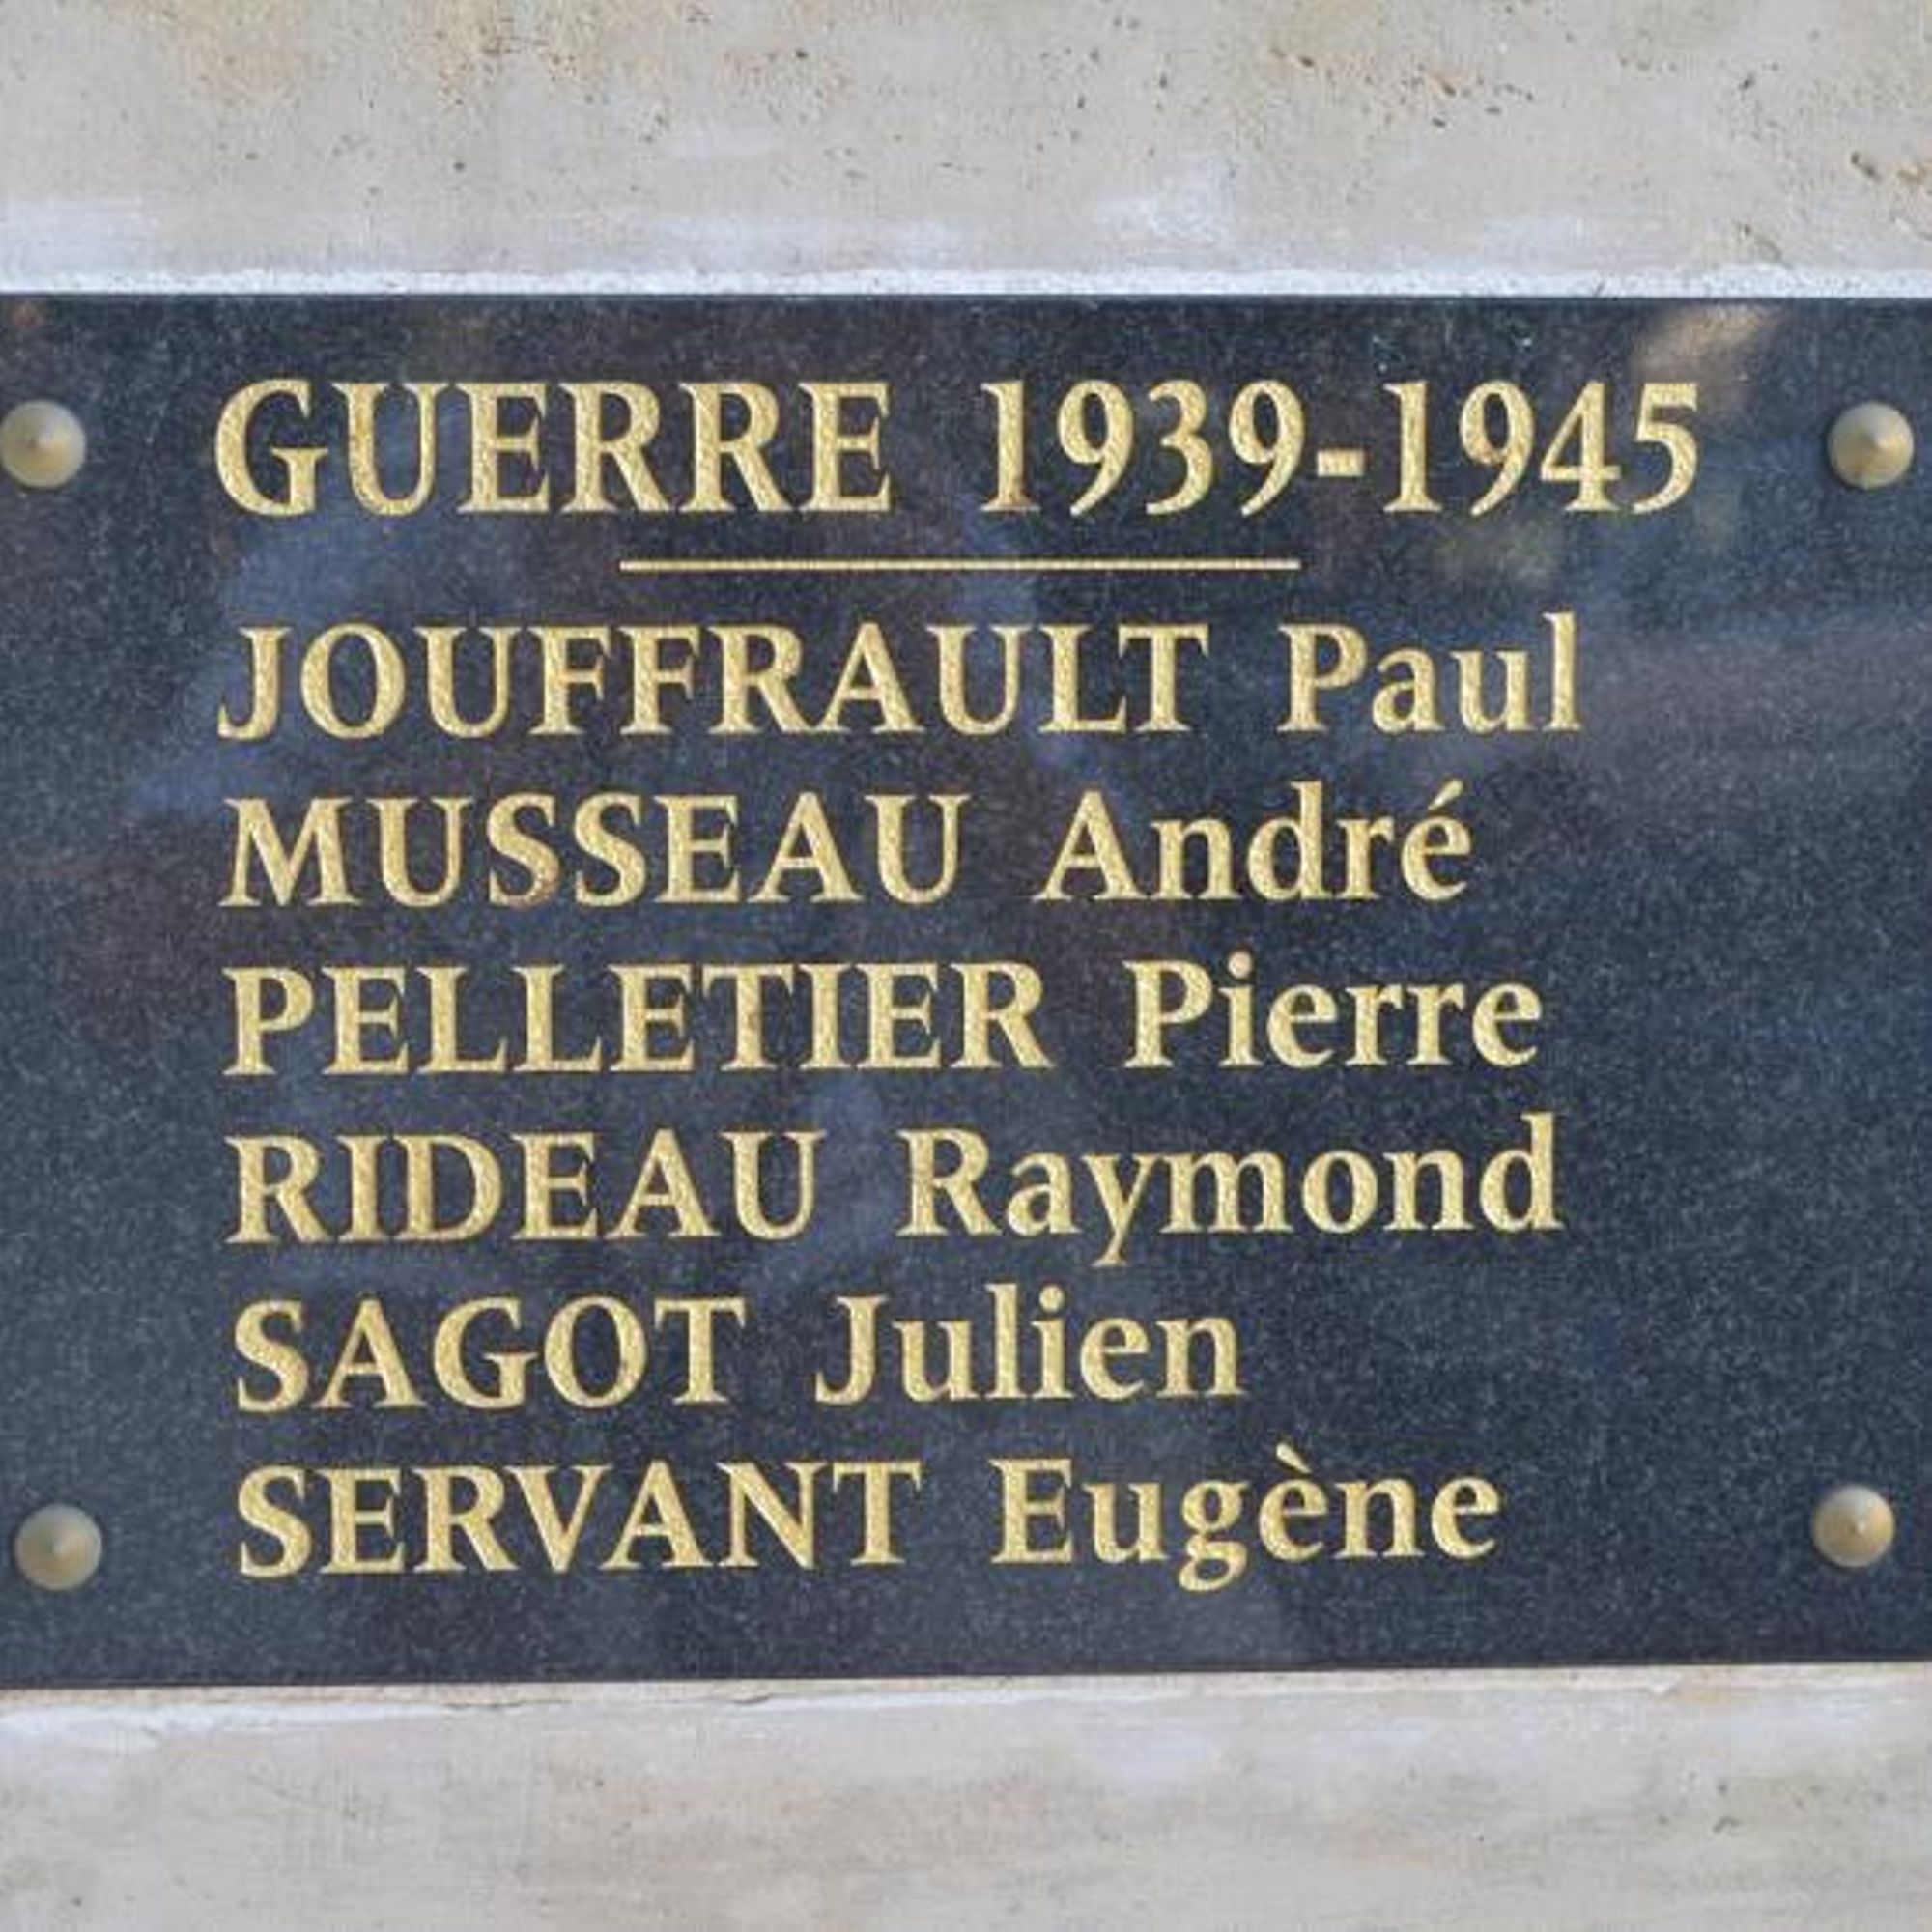 GUERRE 1939-1945
JOUFFRAULT Paul
MUSSEAU André
PELLETIER Pierre
RIDEAU Raymond
SAGOT Julien
SERVANT Eugène